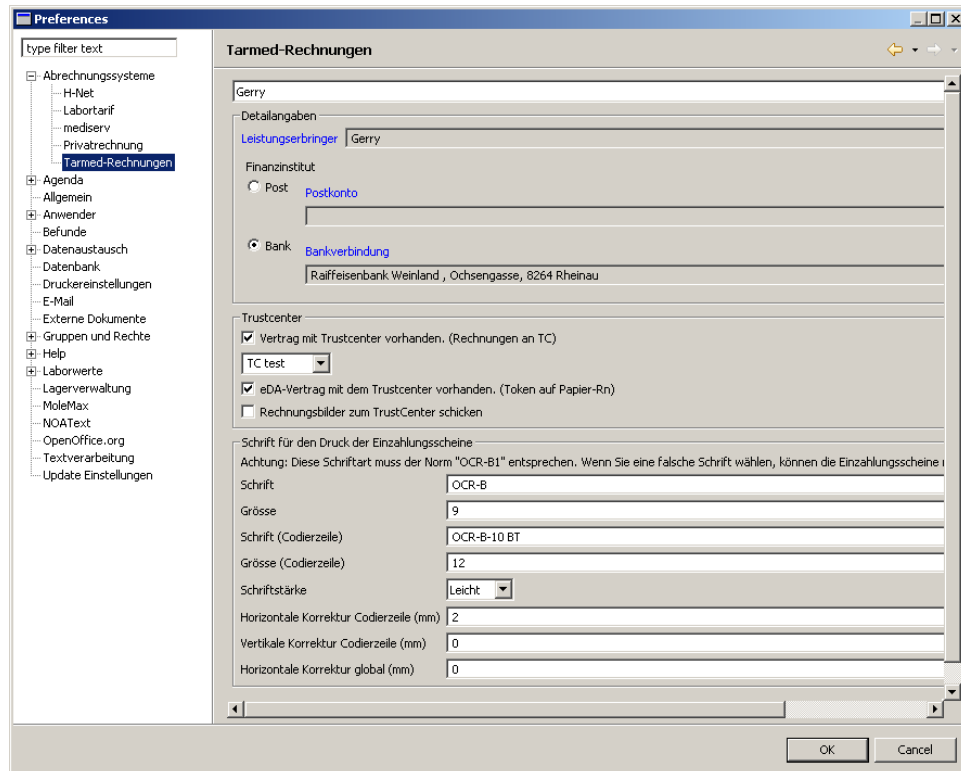 Preferences
type filter text
Abrechnungssysteme
H-Net
Labortarif
mediserv
Privatrechnung
Tarmed-Rechnungen
Agenda
Allgemein
Anwender
Befunde
Datenaustausch
Datenbank
Druckereinstellungen
E-Mail
Externe Dokumente
Gruppen und Rechte
Help
Laborwerte
Lagerverwaltung
MoleMax
NOAText
OpenOffice.org
Textverarbeitung
Update Einstellungen
Tarmed-Rechnungen
Gerry
Detailangaben
Leistungserbringer Gerry
Finanzinstitut
Post Postkonto
Bank Bankverbindung
Raiffeisenbank Weinland , Ochsengasse, 8264 Rheinau
Trustcenter
Vertrag mit Trustcenter vorhanden. (Rechnungen an TC)
TC test
eDA-Vertrag mit dem Trustcenter vorhanden. (Token auf Papier-Rn)
Rechnungsbilder zum TrustCenter schicken
Schrift für den Druck der Einzahlungsscheine
Achtung: Diese Schriftart muss der Norm "OCR-B1" entsprechen. Wenn Sie eine falsche Schrift wählen, können die Einzahlungsscheine
Schrift OCR-B
Grösse 9
Schrift (Codierzeile) OCR-B-10 BT
Grösse (Codierzeile) 12
Schriftstärke Leicht
Horizontale Korrektur Codierzeile (mm) 2
Vertikale Korrektur Codierzeile (mm) 0
Horizontale Korrektur global (mm) 0
OK Cancel